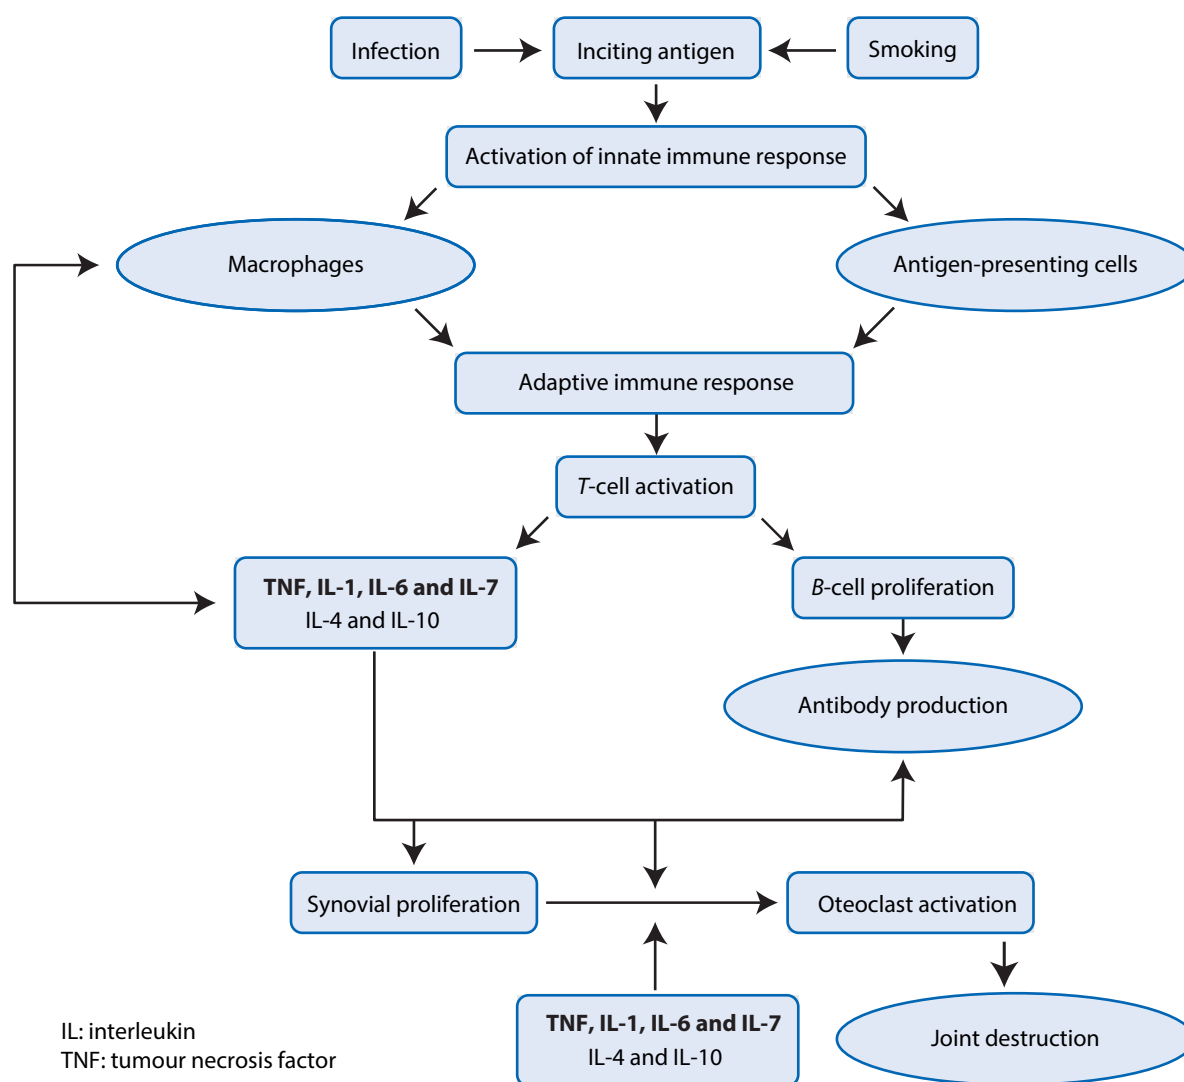 Infection
Inciting antigen
Smoking
Activation of innate immune response
Macrophages
Antigen-presenting cells
Adaptive immune response
T-cell activation
TNF, IL-1, IL-6 and IL-7
IL-4 and IL-10
B-cell proliferation
Antibody production
Synovial proliferation
Oteoclast activation
TNF, IL-1, IL-6 and IL-7
IL-4 and IL-10
Joint destruction
IL: interleukin
TNF: tumour necrosis factor